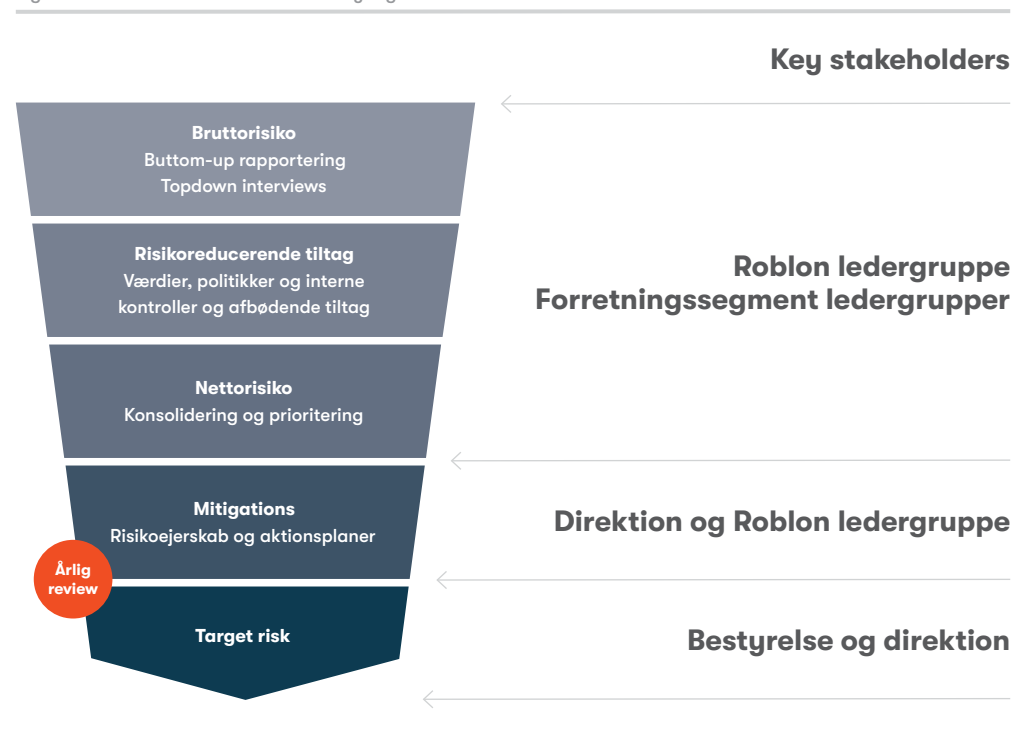 Key stakeholders
Bruttorisiko
Buttom-up rapportering
Topdown interviews
Risikoreducerende tiltag
Værdier, politikker og interne
kontroller og afbødende tiltag
Roblon ledergruppe
Forretningssegment ledergrupper
Nettorisiko
Konsolidering og prioritering
Mitigations
Risikoejerskab og aktionsplaner
Direktion og Roblon ledergruppe
Årlig
review
Target risk
Bestyrelse og direktion